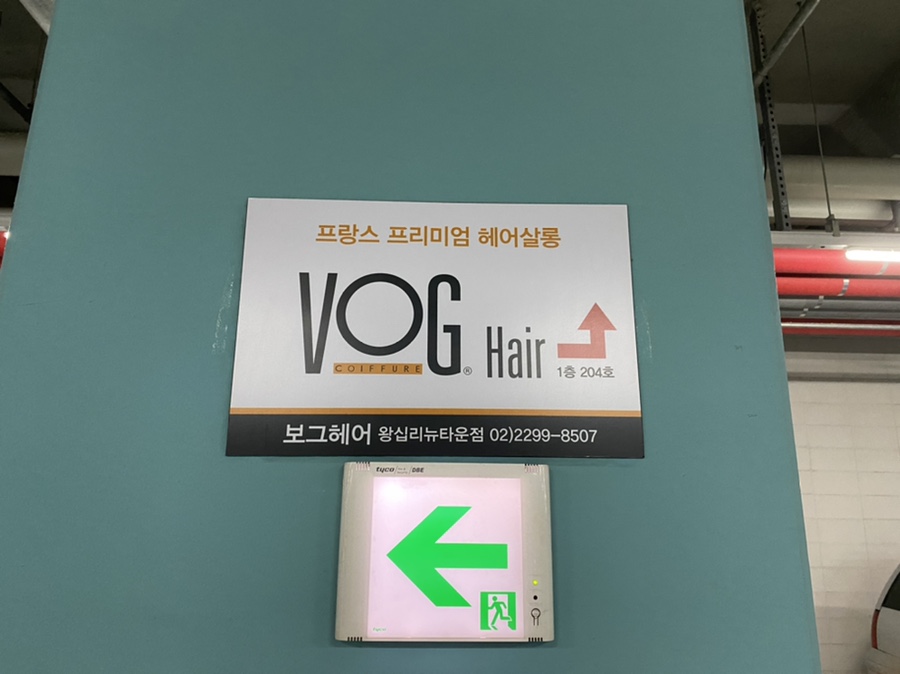 프랑스 프리미엄 헤어살롱
VOG
COIFFURE
® Hair
1층 204호
보그헤어 왕십리뉴타운점 02)2299-8507
tyco DBE